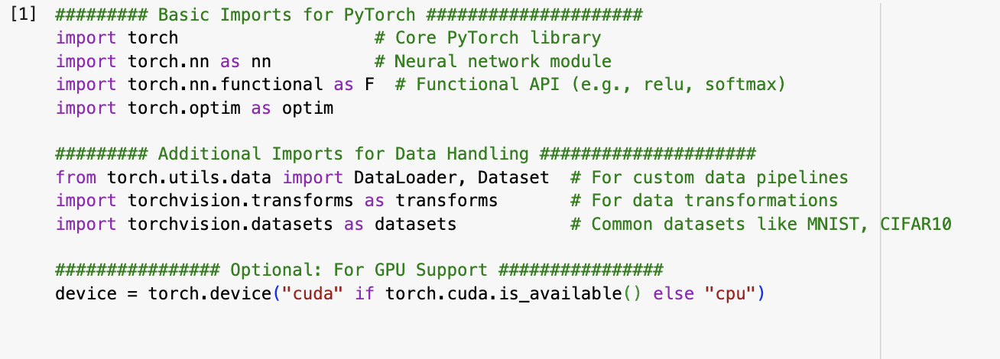 [1] ######### Basic Imports for PyTorch #####################
import torch                   # Core PyTorch library
import torch.nn as nn          # Neural network module
import torch.nn.functional as F  # Functional API (e.g., relu, softmax)
import torch.optim as optim
######### Additional Imports for Data Handling #####################
from torch.utils.data import DataLoader, Dataset  # For custom data pipelines
import torchvision.transforms as transforms       # For data transformations
import torchvision.datasets as datasets           # Common datasets like MNIST, CIFAR10
################ Optional: For GPU Support ################
device = torch.device("cuda" if torch.cuda.is_available() else "cpu")